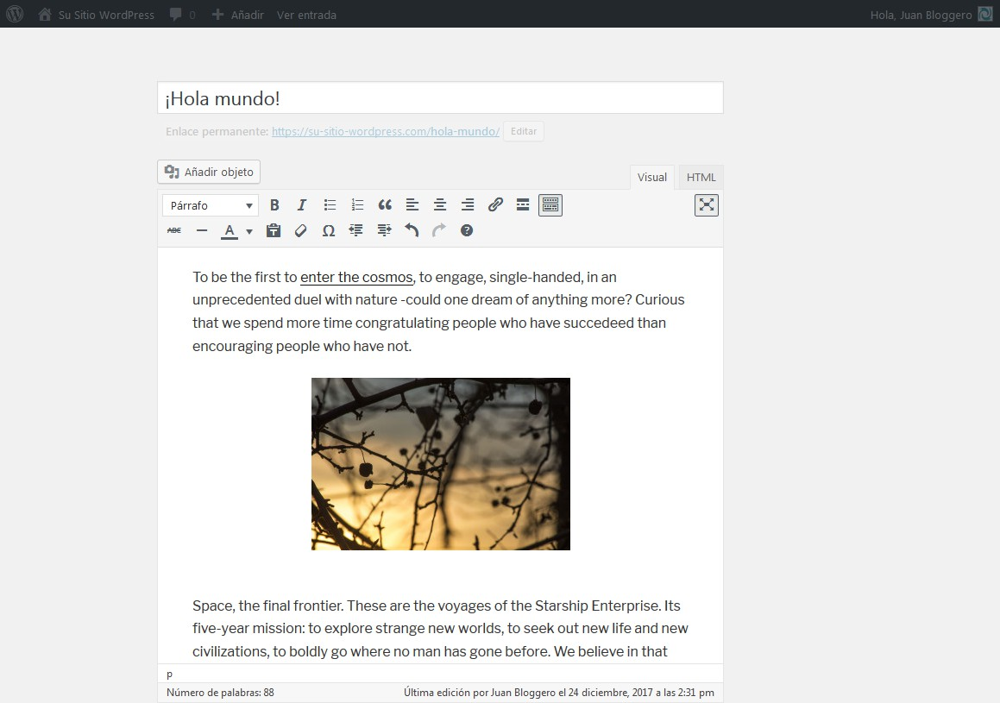 Su Sitio WordPress 0 Añadir Ver entrada Hola, Juan Bloggero
¡Hola mundo!
Enlace permanente: https://su-sitio-wordpress.com/hola-mundo/ Editar
Añadir objeto
Visual HTML
Párrafo B I
ABC A T Ω ?
To be the first to enter the cosmos, to engage, single-handed, in an
unprecedented duel with nature -could one dream of anything more? Curious
that we spend more time congratulating people who have succedeed than
encouraging people who have not.
Space, the final frontier. These are the voyages of the Starship Enterprise. Its
five-year mission: to explore strange new worlds, to seek out new life and new
civilizations, to boldly go where no man has gone before. We believe in that
p
Número de palabras: 88 Última edición por Juan Bloggero el 24 diciembre, 2017 a las 2:31 pm